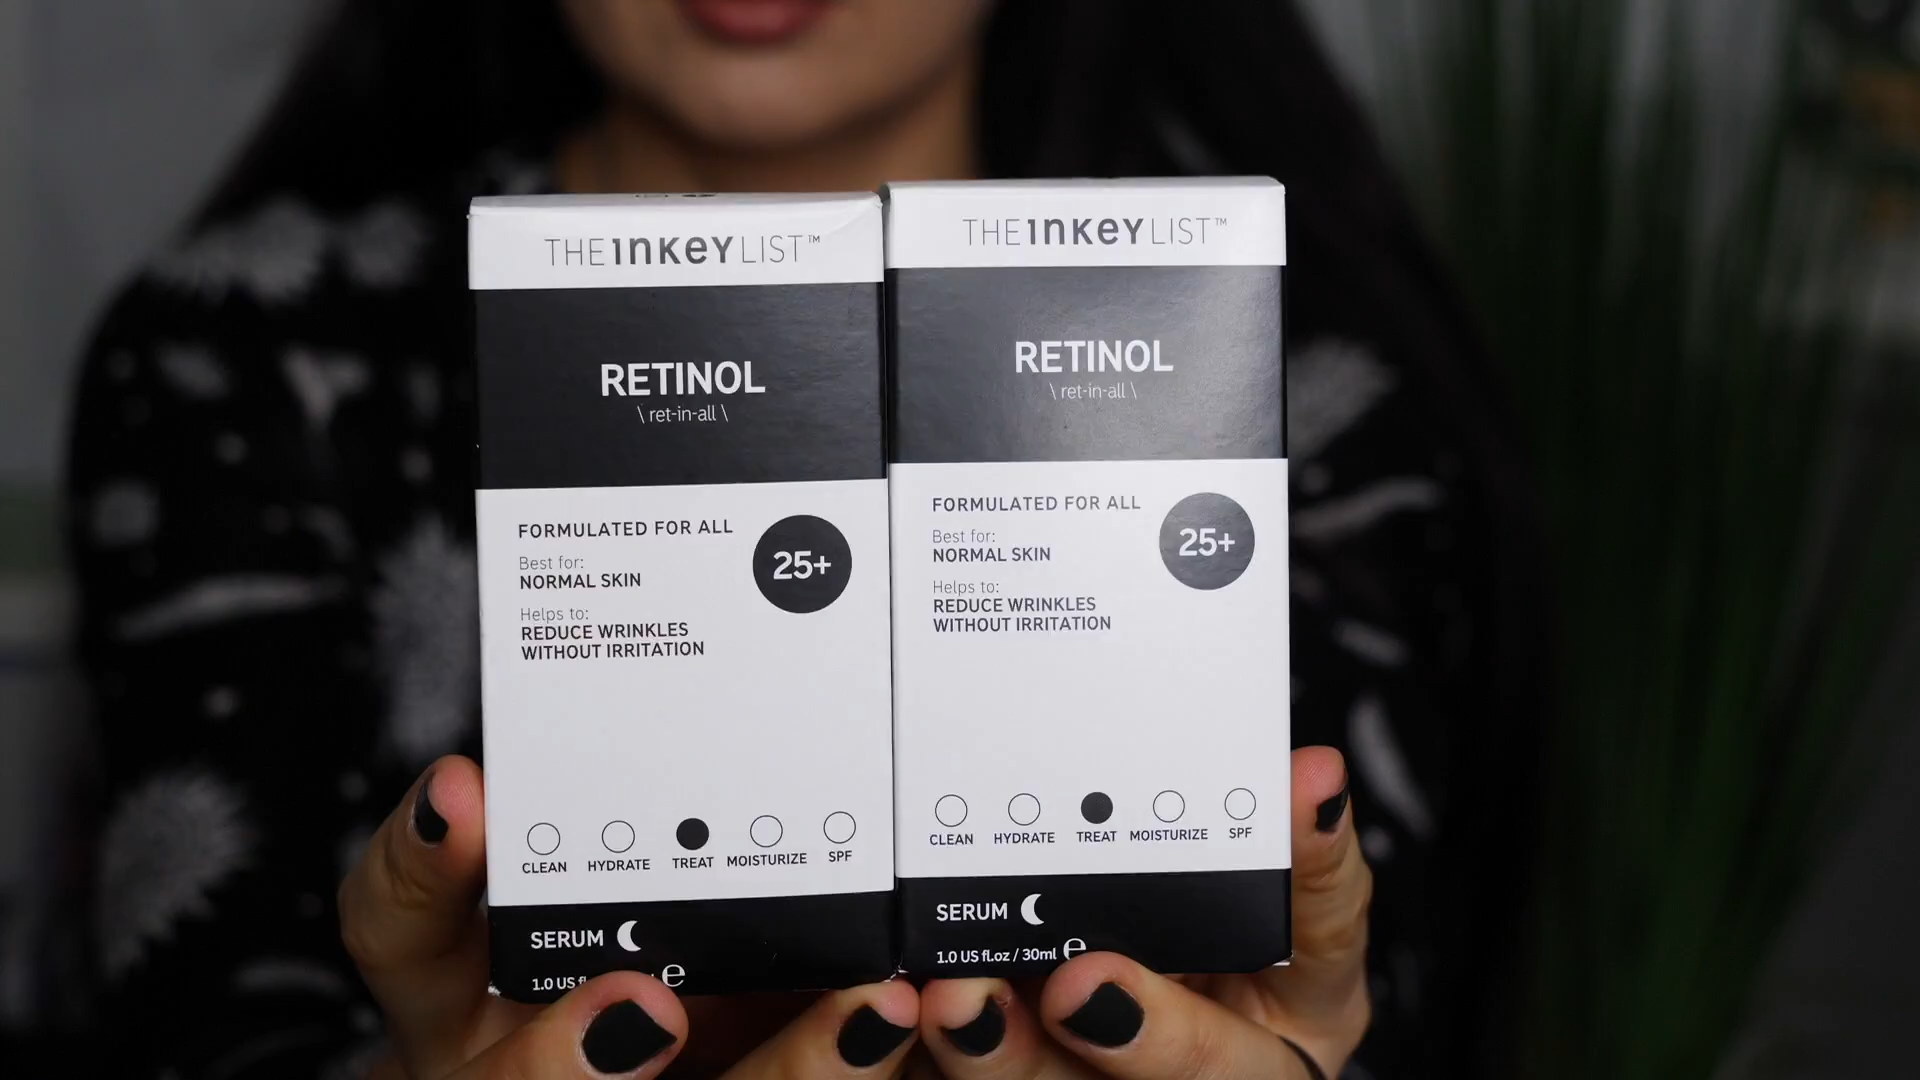 THE INKEY LIST™
RETINOL
\ ret-in-all \
FORMULATED FOR ALL
25+
Best for:
NORMAL SKIN
Helps to:
REDUCE WRINKLES
WITHOUT IRRITATION
CLEAN HYDRATE TREAT MOISTURIZE SPF
SERUM
1.0 US ℮
THE INKEY LIST™
RETINOL
\ ret-in-all \
FORMULATED FOR ALL
25+
Best for:
NORMAL SKIN
Helps to:
REDUCE WRINKLES
WITHOUT IRRITATION
CLEAN HYDRATE TREAT MOISTURIZE SPF
SERUM
1.0 US fl.oz / 30ml ℮